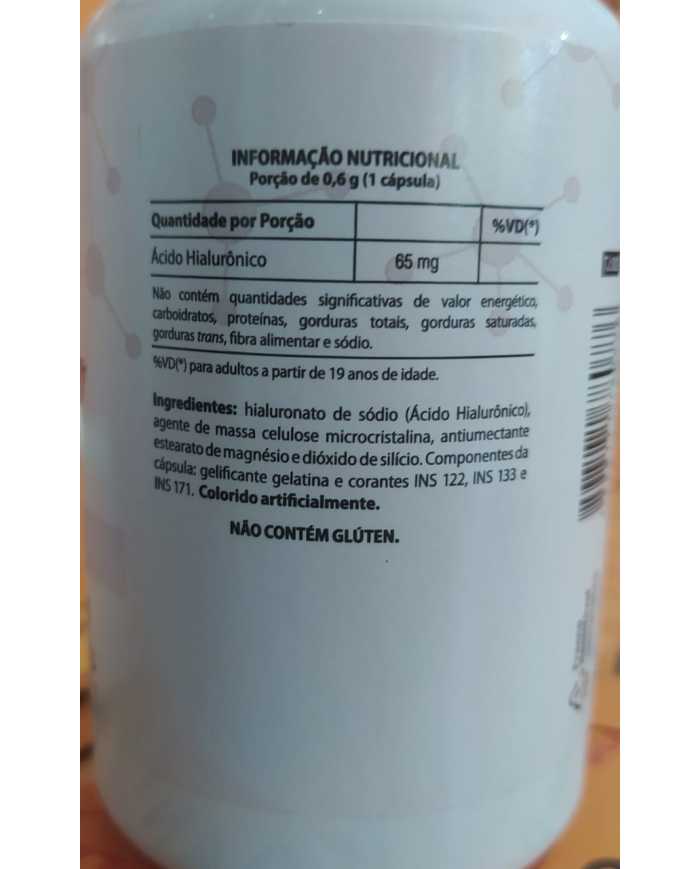 INFORMAÇÃO NUTRICIONAL
Porção de 0,6 g (1 cápsula)
Quantidade por Porção %VD(*)
Ácido Hialurônico 65 mg
Não contém quantidades significativas de valor energético,
carboidratos, proteínas, gorduras totais, gorduras saturadas,
gorduras trans, fibra alimentar e sódio.
%VD(*) para adultos a partir de 19 anos de idade.
Ingredientes: hialuronato de sódio (Ácido Hialurônico),
agente de massa celulose microcristalina, antiumectante
estearato de magnésio e dióxido de silício. Componentes da
cápsula: gelificante gelatina e corantes INS 122, INS 133 e
INS 171. Colorido artificialmente.
NÃO CONTÉM GLÚTEN.